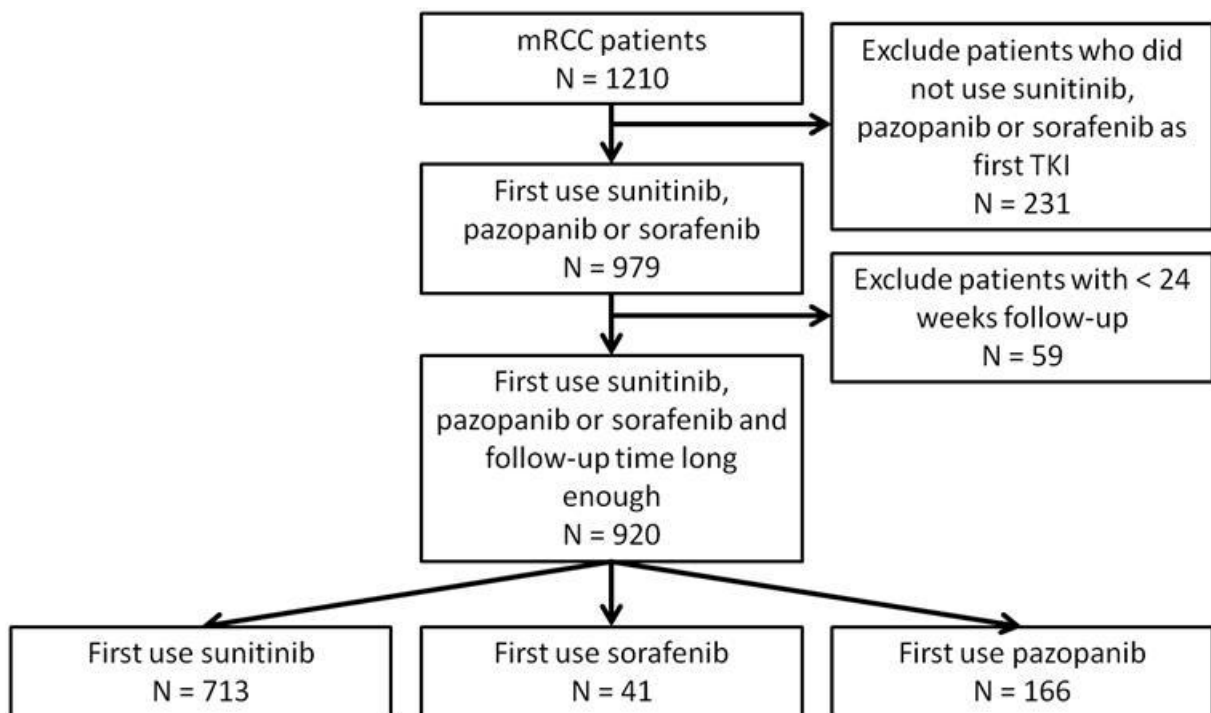 mRCC patients
N = 1210
Exclude patients who did
not use sunitinib,
pazopanib or sorafenib as
first TKI
N = 231
First use sunitinib,
pazopanib or sorafenib
N = 979
Exclude patients with < 24
weeks follow-up
N = 59
First use sunitinib,
pazopanib or sorafenib and
follow-up time long
enough
N = 920
First use sunitinib
N = 713
First use sorafenib
N = 41
First use pazopanib
N = 166